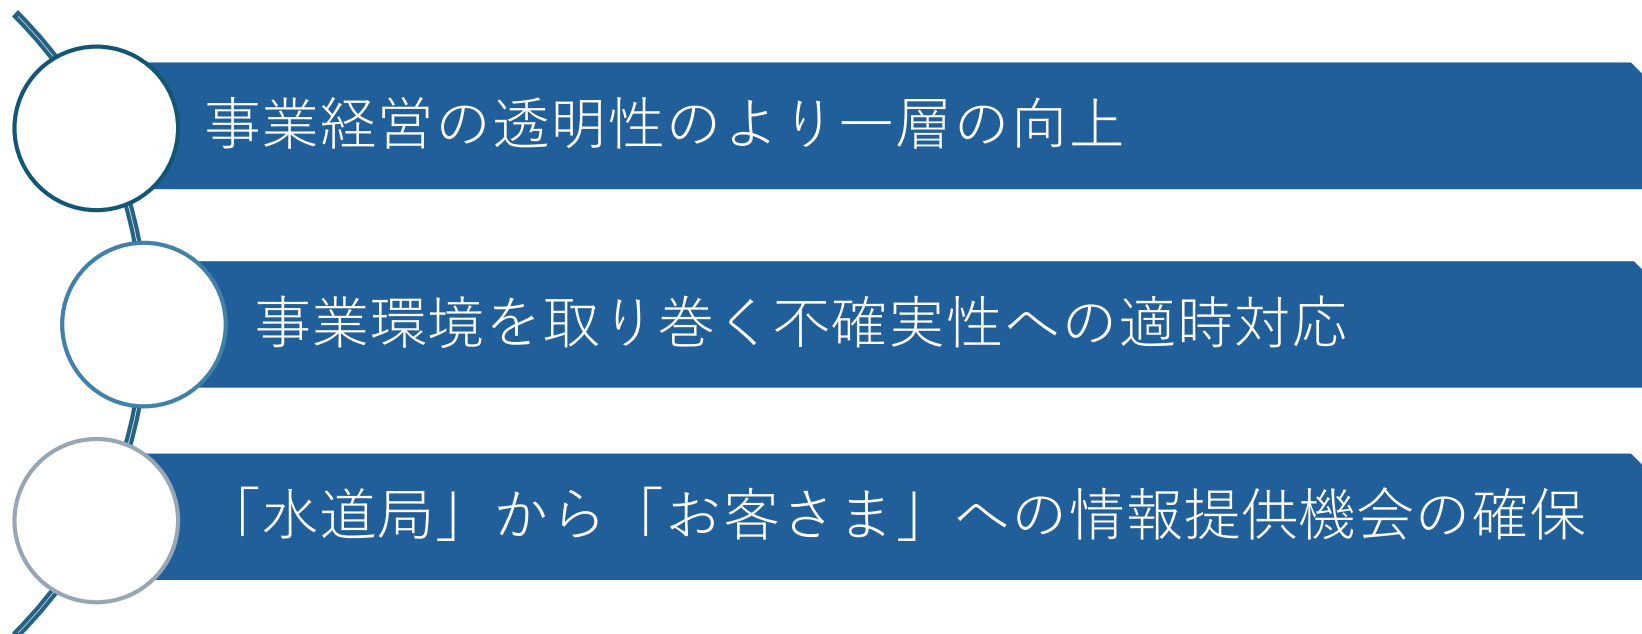 事業経営の透明性のより一層の向上
事業環境を取り巻く不確実性への適時対応
「水道局」から「お客さま」への情報提供機会の確保